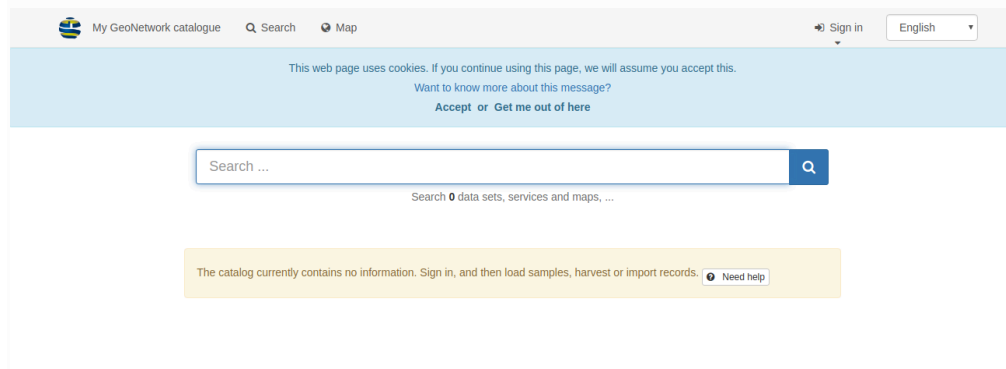 My GeoNetwork catalogue Search Map Sign in English
This web page uses cookies. If you continue using this page, we will assume you accept this.
Want to know more about this message?
Accept or Get me out of here
Search ...
Search 0 data sets, services and maps, ...
The catalog currently contains no information. Sign in, and then load samples, harvest or import records. Need help